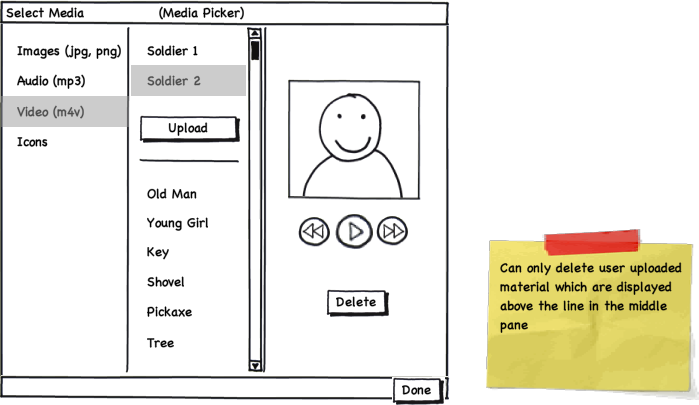 Select Media (Media Picker)
Images (jpg, png)
Audio (mp3)
Video (m4v)
Icons
Soldier 1
Soldier 2
Upload
Old Man
Young Girl
Key
Shovel
Pickaxe
Tree
Delete
Done
Can only delete user uploaded
material which are displayed
above the line in the middle
pane